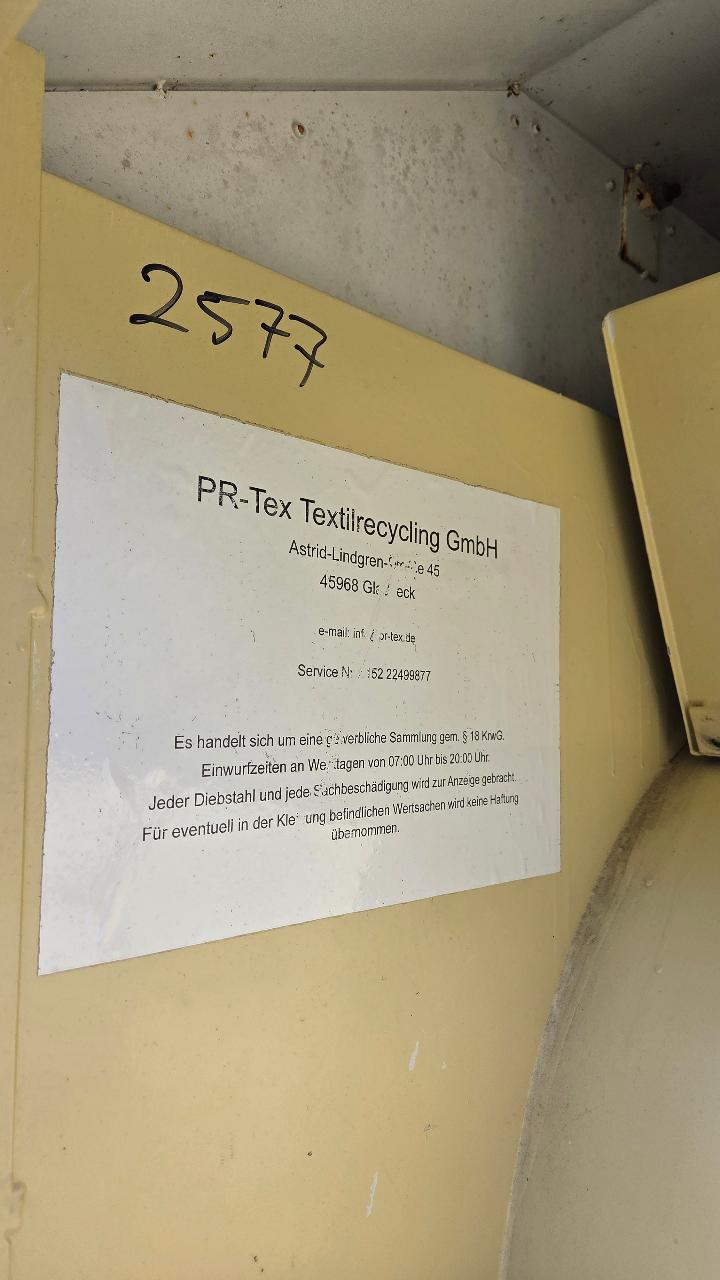 2577
PR-Tex Textilrecycling GmbH
45
45968
e-mail:
Service 22499877
Es handelt sich um eine Sammlung gem. § 18 KrwG.
Einwurfzeiten an von 07:00 Uhr bis 20:00 Uhr.
Jeder Diebstahl und jede Sachbeschädigung wird zur Anzeige gebracht.
Für eventuell in der befindlichen Wertsachen wird keine Haftung
übernommen.